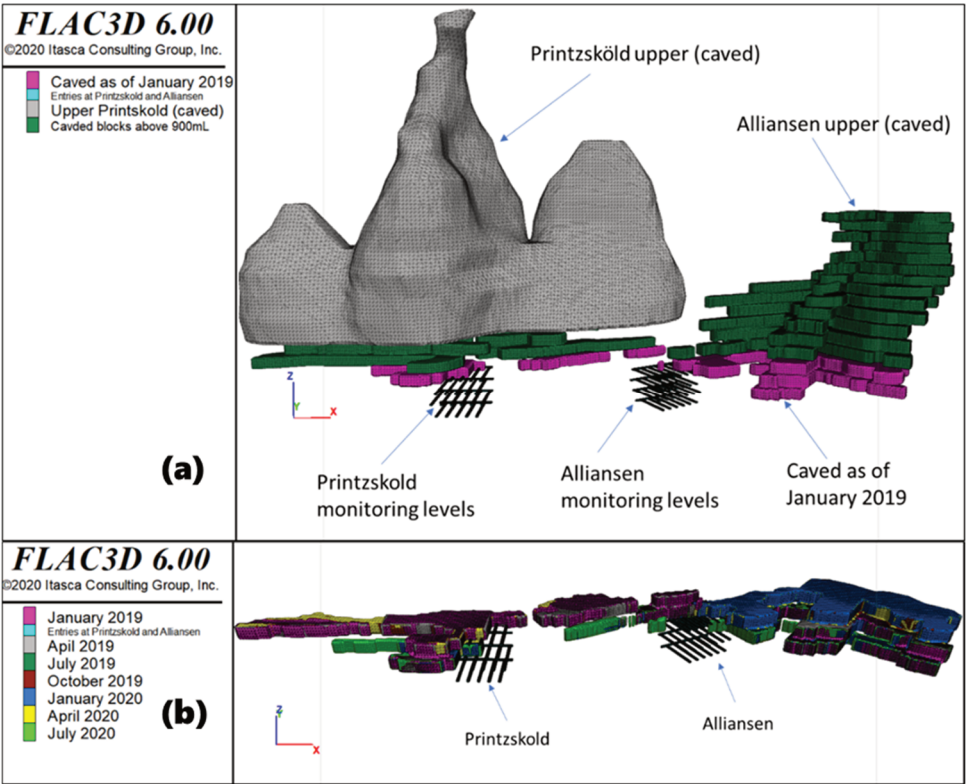 FLAC3D 6.00
©2020 Itasca Consulting Group, Inc.
Caved as of January 2019
Entries at Printzskold and Alliansen
Upper Printskold (caved)
Cavded blocks above 900mL
Printzsköld upper (caved)
Alliansen upper (caved)
z
Y
X
(a)
Printzskold
monitoring levels
Alliansen
monitoring levels
Caved as of
January 2019
FLAC3D 6.00
©2020 Itasca Consulting Group, Inc.
January 2019
Entries at Printzskold and Alliansen
April 2019
July 2019
October 2019
January 2020
April 2020
July 2020
(b)
Z
Y
X
Printzskold
Alliansen